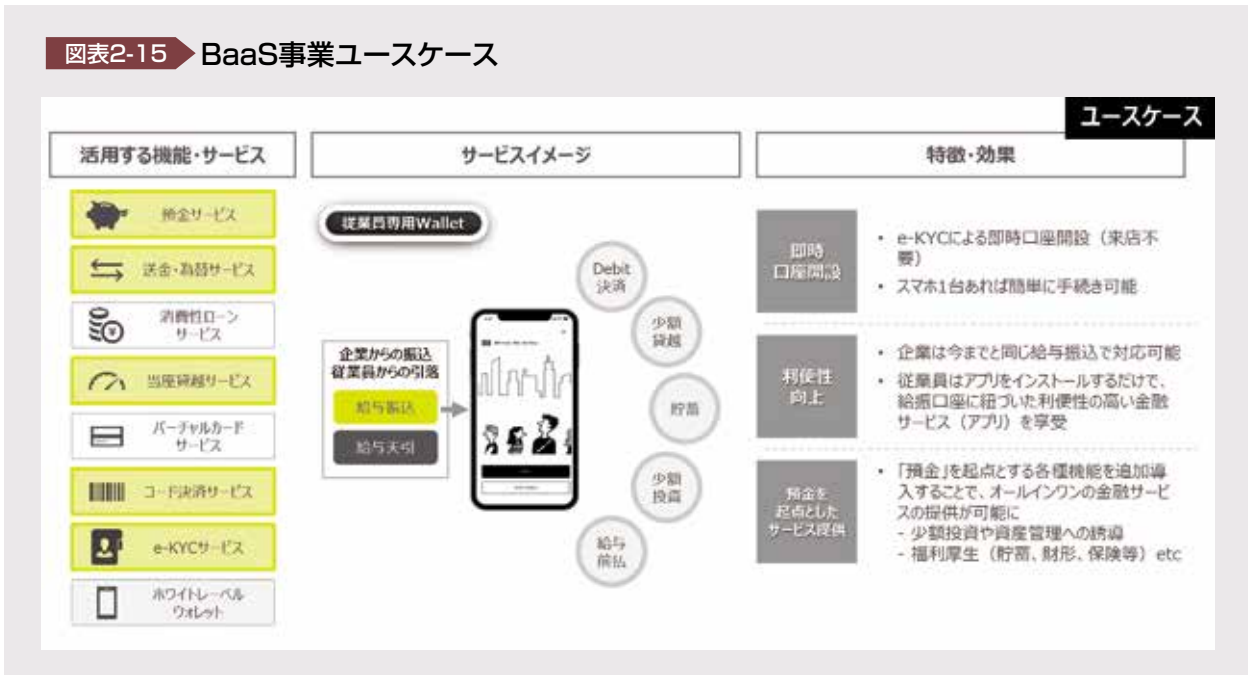 図表2-15
BaaS事業ユースケース
ユースケース
活用する機能・サービス
預金サービス
送金・為替サービス
消費性ローン
サービス
当座貸越サービス
バーチャルカード
サービス
コード決済サービス
e-KYCサービス
ホワイトレーベル
ウォレット
サービスイメージ
従業員専用Wallet
企業からの振込
従業員からの引落
給与振込
給与天引
Debit
決済
少額
貸越
貯蓄
少額
投資
給与
前払
特徴・効果
即時
口座開設
・ e-KYCによる即時口座開設（来店不
要）
・ スマホ1台あれば簡単に手続き可能
利便性
向上
・ 企業は今までと同じ給与振込で対応可能
・ 従業員はアプリをインストールするだけで、
給振口座に紐づいた利便性の高い金融
サービス（アプリ）を享受
預金を
起点とした
サービス提供
・ 「預金」を起点とする各種機能を追加導
入することで、オールインワンの金融サービ
スの提供が可能に
- 少額投資や資産管理への誘導
- 福利厚生（貯蓄、財形、保険等）etc